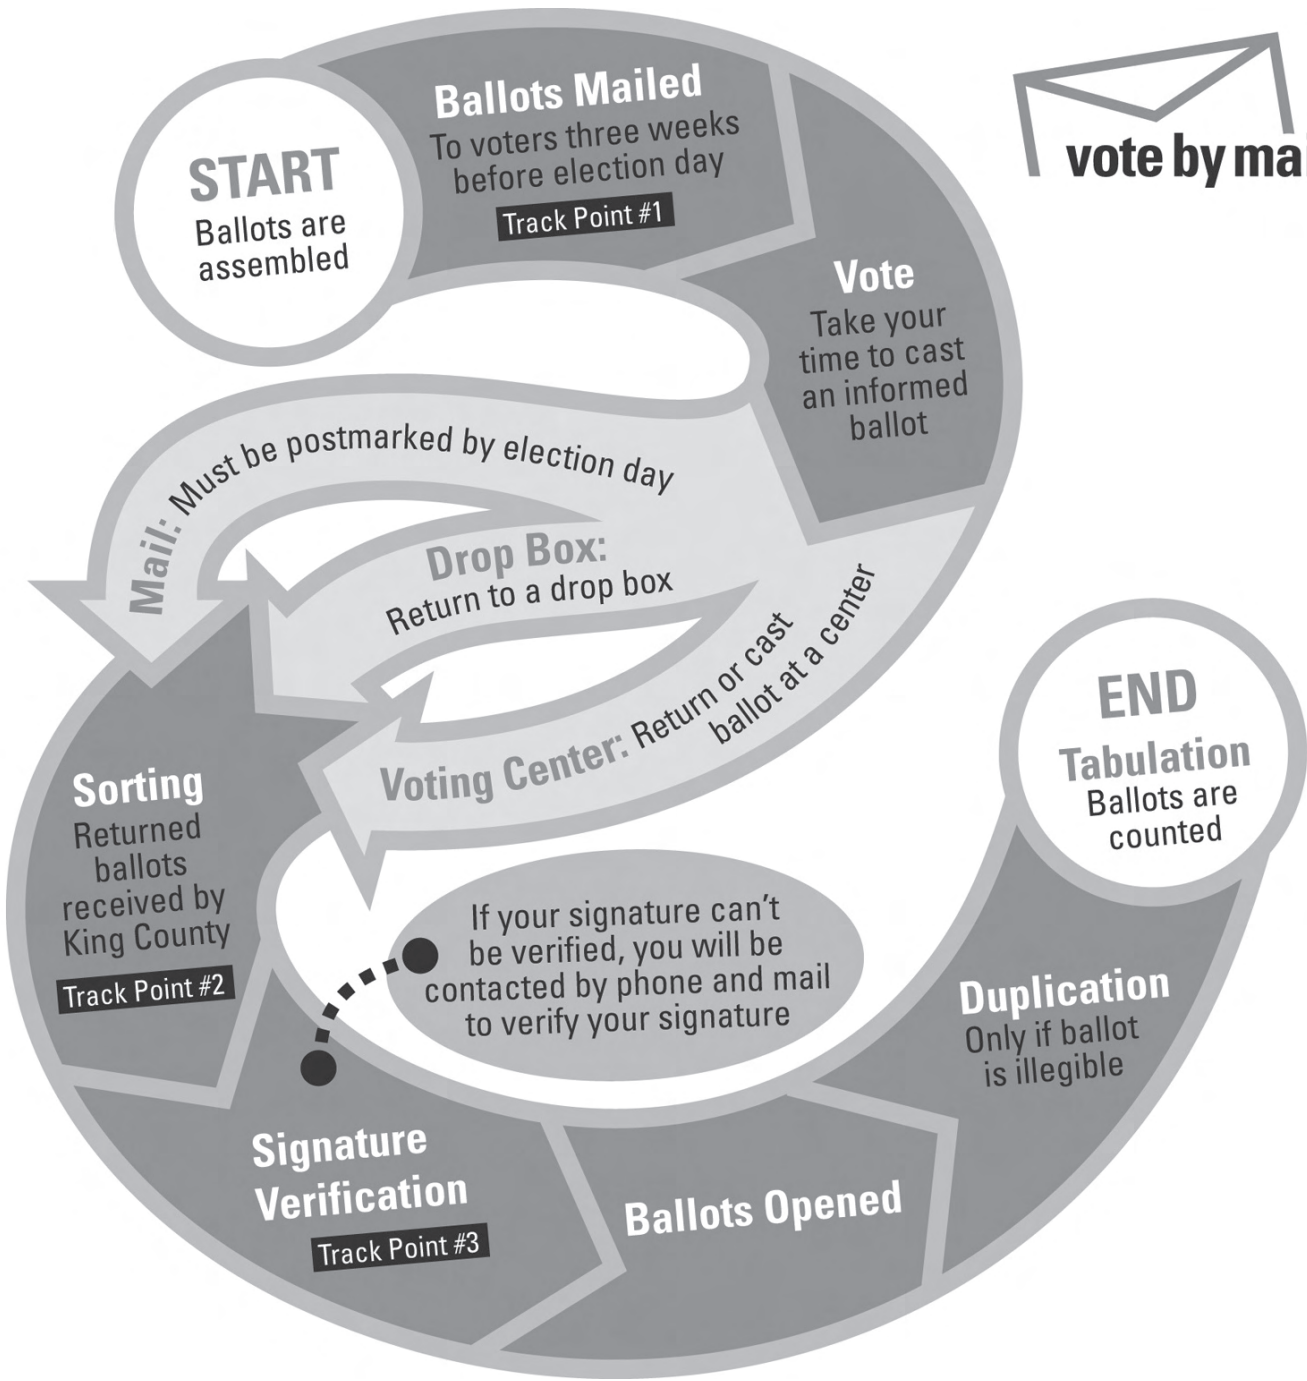 START
Ballots are
assembled
Ballots Mailed
To voters three weeks
before election day
Track Point #1
vote by mai
Vote
Take your
time to cast
an informed
ballot
Mail: Must be postmarked by election day
Drop Box:
Return to a drop box
Voting Center: Return or cast
ballot at a center
Sorting
Returned
ballots
received by
King County
Track Point #2
If your signature can't
be verified, you will be
contacted by phone and mail
to verify your signature
Signature
Verification
Track Point #3
Ballots Opened
Duplication
Only if ballot
is illegible
END
Tabulation
Ballots are
counted